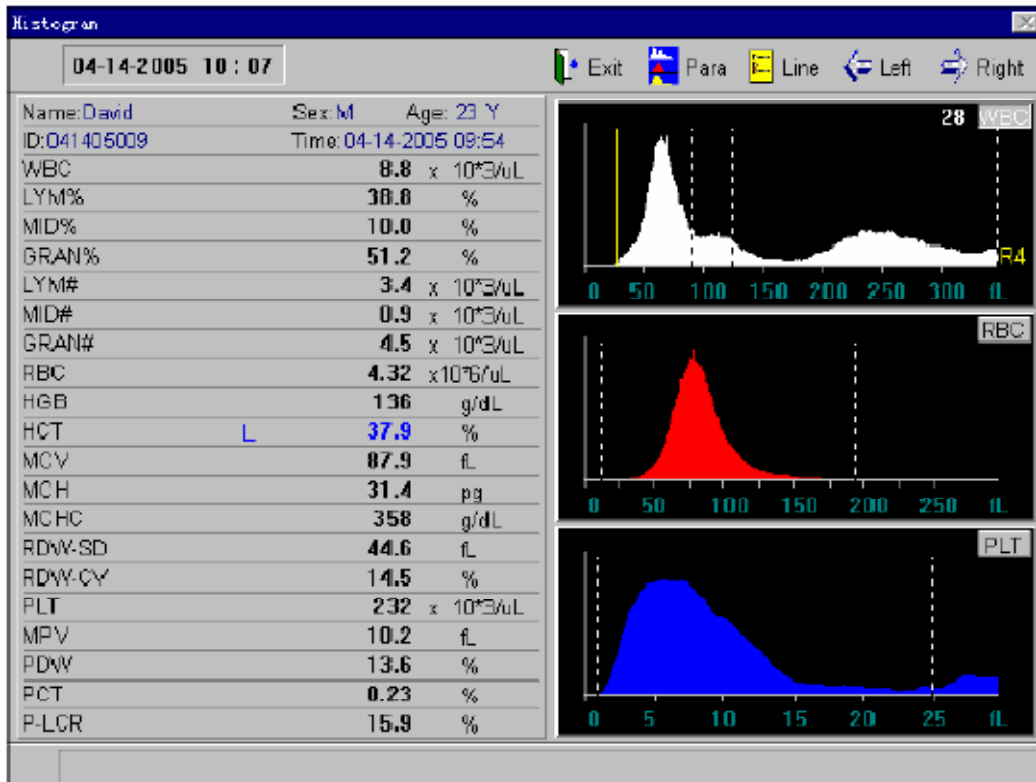 Histogran
04-14-2005 10 : 07
Exit Para Line Left Right
Name:David Sex:M Age: 23 Y
ID:041405009 Time:04-14-2005 09:54
WBC 8.8 x 10^3/uL
LYM% 38.8 %
MID% 10.0 %
GRAN% 51.2 %
LYM# 3.4 x 10^3/uL
MID# 0.9 x 10^3/uL
GRAN# 4.5 x 10^3/uL
RBC 4.32 x10^6/uL
HGB 136 g/dL
HCT L 37.9 %
MCV 87.9 fL
MCH 31.4 pg
MCHC 358 g/dL
RDW-SD 44.6 fL
RDW-CV 14.5 %
PLT 232 x 10^3/uL
MPV 10.2 fL
PDW 13.6 %
PCT 0.23 %
P-LCR 15.9 %
28 WBC
R4
0 50 100 150 200 250 300 fL
RBC
0 50 100 150 200 250 fL
PLT
0 5 10 15 20 25 fL